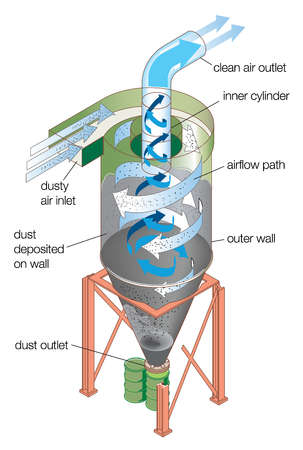 clean air outlet
inner cylinder
airflow path
dusty
air inlet
dust
deposited
on wall
outer wall
dust outlet